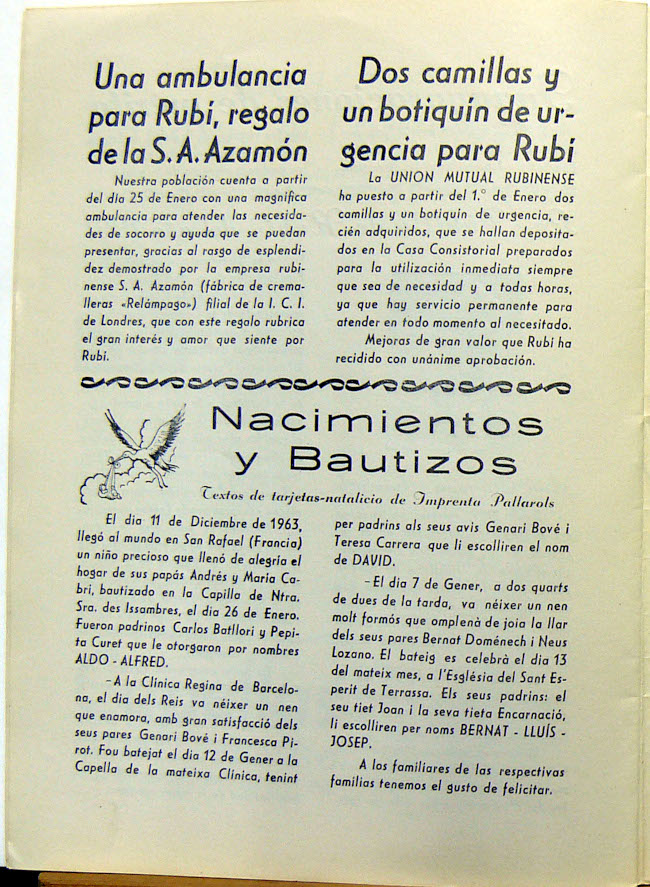 Una ambulancia
para Rubí, regalo
de la S. A. Azamón
Nuestra población cuenta a partir
del día 25 de Enero con una magnífica
ambulancia para atender las necesida-
des de socorro y ayuda que se puedan
presentar, gracias al rasgo de esplendi-
dez demostrado por la empresa rubi-
nense S. A. Azamón (fábrica de crema-
lleras «Relámpago») filial de la I. C. I.
de Londres, que con este regalo rubrica
el gran interés y amor que siente por
Rubí.
Dos camillas y
un botiquín de ur-
gencia para Rubí
La UNION MUTUAL RUBINENSE
ha puesto a partir del 1.° de Enero dos
camillas y un botiquín de urgencia, re-
cién adquiridos, que se hallan deposita-
dos en la Casa Consistorial preparados
para la utilización inmediata siempre
que sea de necesidad y a todas horas,
ya que hay servicio permanente para
atender en todo momento al necesitado.
Mejoras de gran valor que Rubí ha
recidido con unánime aprobación.
Nacimientos
y Bautizos
Textos de tarjetas-natalicio de Imprenta Pallarols
El dia 11 de Diciembre de 1963,
llegó al mundo en San Rafael (Francia)
un niño precioso que llenó de alegría el
hogar de sus papás Andrés y Maria Ca-
bri, bautizado en la Capilla de Ntra.
Sra. des Issambres, el dia 26 de Enero.
Fueron padrinos Carlos Batllori y Pepi-
ta Curet que le otorgaron por nombres
ALDO - ALFRED.
-A la Clinica Regina de Barcelo-
na, el dia dels Reis va néixer un nen
que enamora, amb gran satisfacció dels
seus pares Genari Bové i Francesca Pi-
rot. Fou batejat el dia 12 de Gener a la
Capella de la mateixa Clinica, tenint
per padrins als seus avis Genari Bové i
Teresa Carrera que li escolliren el nom
de DAVID.
-El dia 7 de Gener, a dos quarts
de dues de la tarda, va néixer un nen
molt formós que omplenà de joia la llar
dels seus pares Bernat Doménech i Neus
Lozano. El bateig es celebrà el dia 13
del mateix mes, a l'Església del Sant Es-
perit de Terrassa. Els seus padrins: el
seu tiet Joan i la seva tieta Encarnació,
li escolliren per noms BERNAT - LLUÍS -
JOSEP.
A los familiares de las respectivas
familias tenemos el gusto de felicitar.